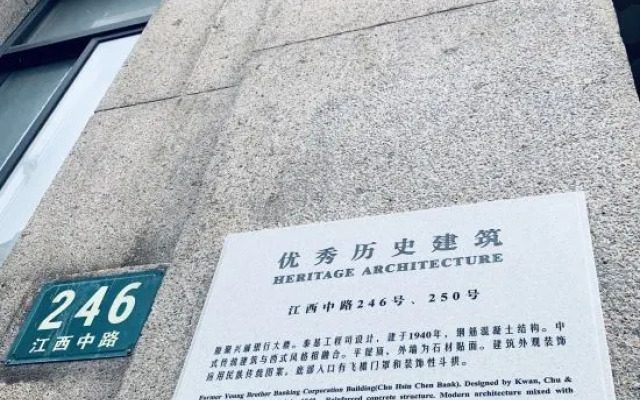 优秀历史建筑
HERITAGE ARCHITECTURE
江西中路246号、250号
原聚兴诚银行大楼。泰基工程司设计，建于1940年，钢筋混凝土结构。中
式传统建筑与西式风格相融合。平缓顶、外墙为石材贴面。建筑外观装饰
应用民族传统图案。底部入口有飞檐门罩和装饰性斗拱。
Former Young Brother Banking Corporation Building(Chu Hsin Chen Bank). Designed by Kwan, Chu &
Reinforced concrete structure. Modern architecture mixed with
246
江西中路